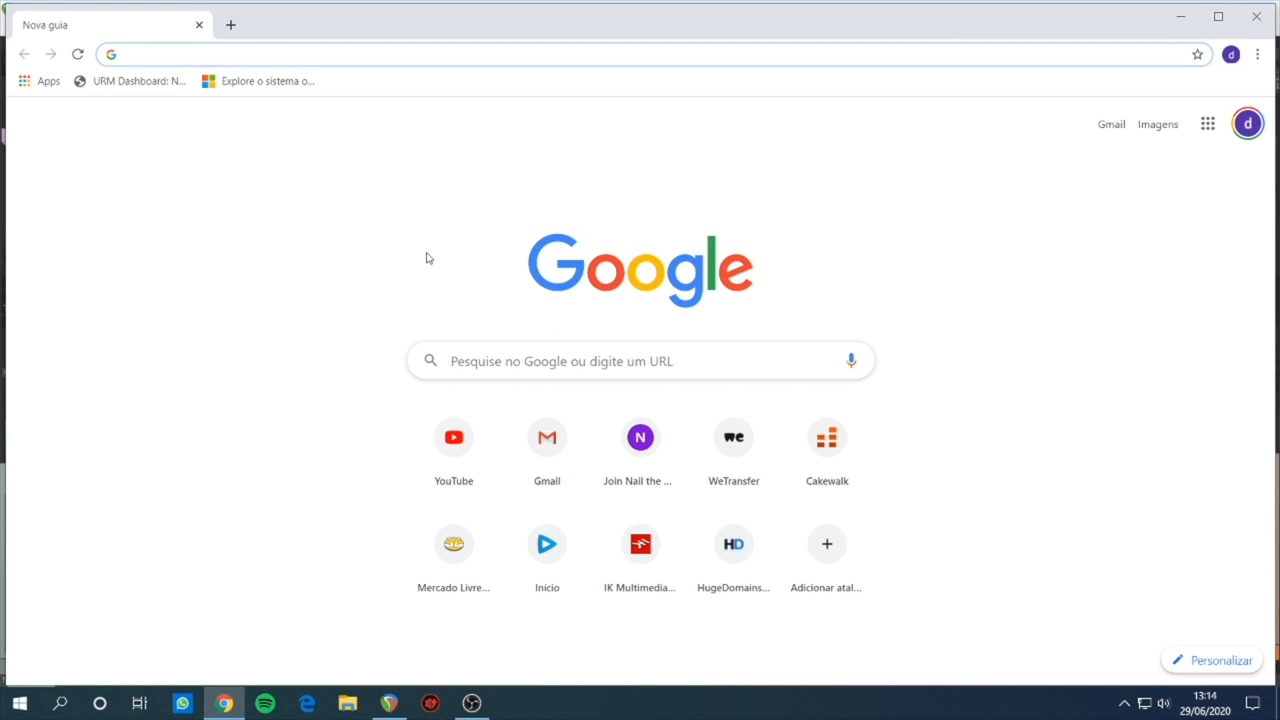 Nova guia
URM Dashboard: N...
Apps
Explore o sistema o...
Gmail
Imagens
d
d
Google
Pesquise no Google ou digite um URL
N
we
YouTube
Gmail
Join Nail the ...
WeTransfer
Cakewalk
HD
Mercado Livre...
Início
IK Multimedia...
HugeDomains...
Adicionar atal...
Personalizar
13:14
29/06/2020